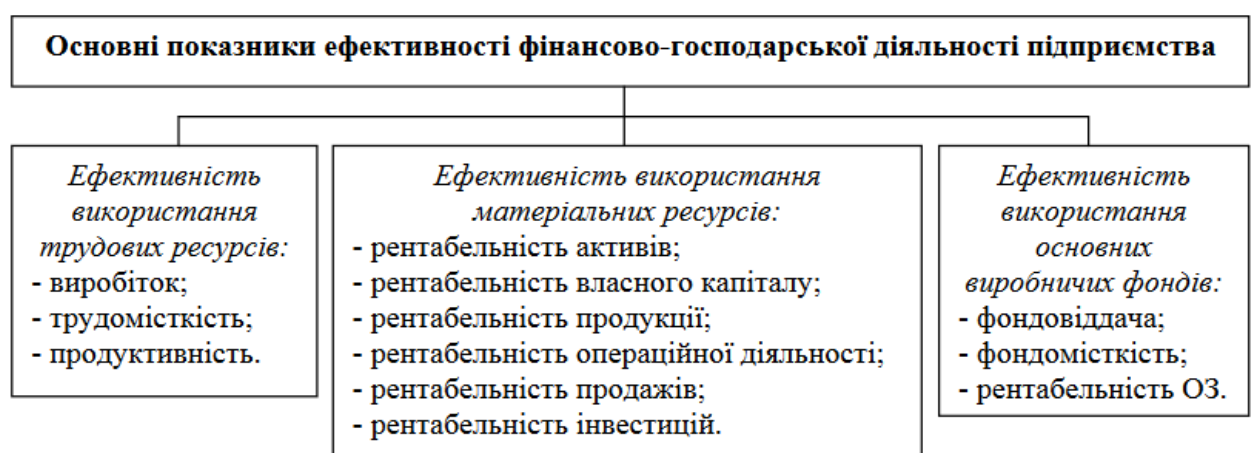 Основні показники ефективності фінансово-господарської діяльності підприємства
Ефективність
використання
трудових ресурсів:
- виробіток;
- трудомісткість;
- продуктивність.
Ефективність використання
матеріальних ресурсів:
- рентабельність активів;
- рентабельність власного капіталу;
- рентабельність продукції;
- рентабельність операційної діяльності;
- рентабельність продажів;
- рентабельність інвестицій.
Ефективність
використання
основних
виробничих фондів:
- фондовіддача;
- фондомісткість;
- рентабельність ОЗ.